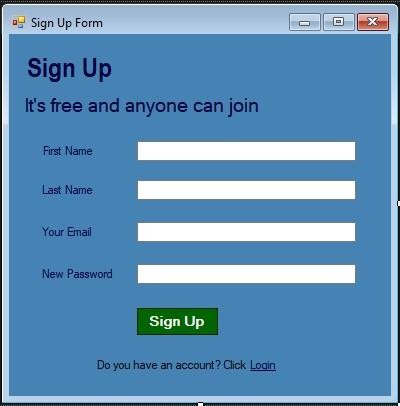 Sign Up Form
Sign Up
It's free and anyone can join
First Name
Last Name
Your Email
New Password
Sign Up
Do you have an account? Click Login